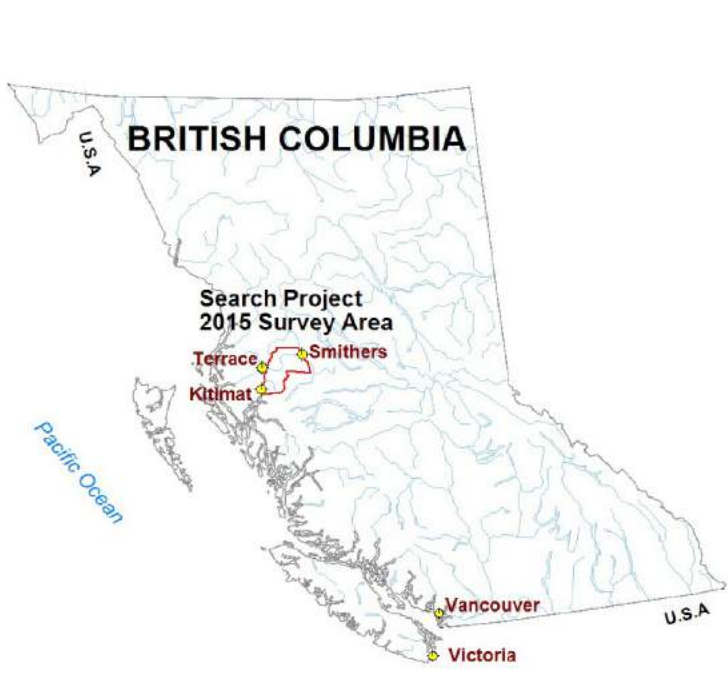 BRITISH COLUMBIA
U.S.A
Search Project
2015 Survey Area
Smithers
Terrace
Kitimat
Pacific Ocean
Vancouver
U.S.A
Victoria